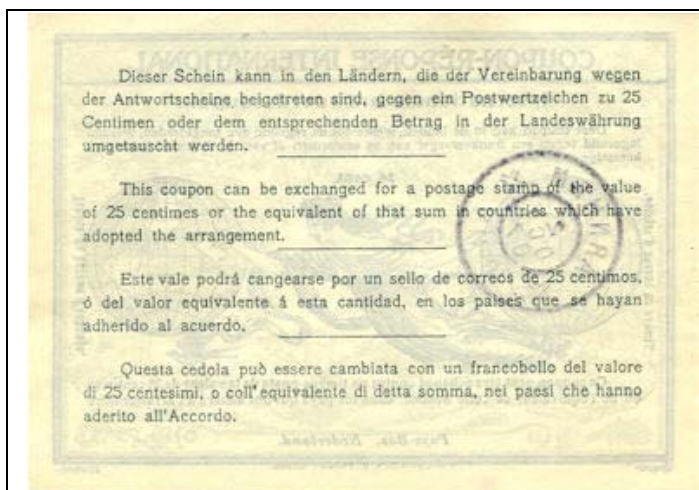 Dieser Schein kann in den Ländern, die der Vereinbarung wegen
der Antwortscheine beigetreten sind, gegen ein Postwertzeichen zu 25
Centimen oder dem entsprechenden Betrag in der Landeswährung
umgetauscht werden.
This coupon can be exchanged for a postage stamp of the value
of 25 centimes or the equivalent of that sum in countries which have
adopted the arrangement.
Este vale podrá cangearse por un sello de correos de 25 centimos,
ó del valor equivalente á esta cantidad, en los paises que se hayan
adherido al acuerdo.
Questa cedola può essere cambiata con un francobollo del valore
di 25 centesimi, o coll'equivalente di detta somma, nei paesi che hanno
aderito all'Accordo.